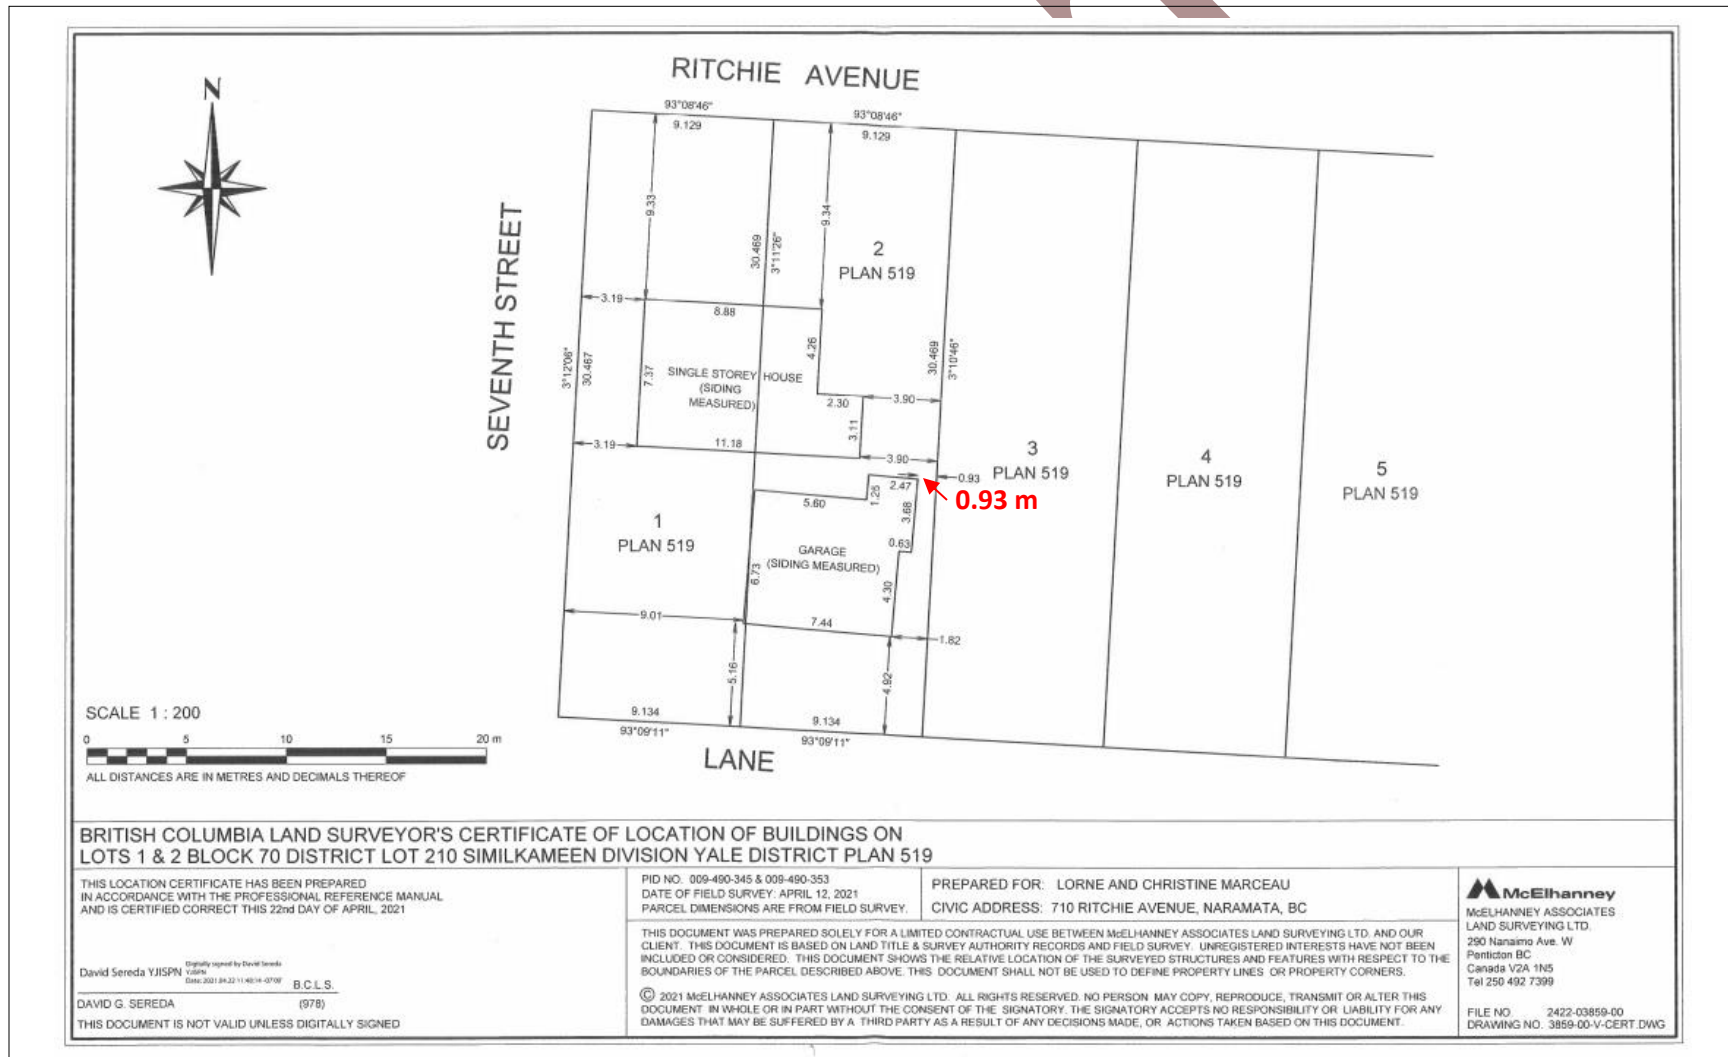 RITCHIE AVENUE
93°08'46"
9.129
93°08'46"
9.129
N
9.33
9.34
30.469
3°11'26"
2
PLAN 519
SEVENTH STREET
3.19
8.88
3°12'06"
30.467
7.37
SINGLE STOREY HOUSE
(SIDING
MEASURED)
4.26
30.469
3°10'46"
2.30
3.90
3.11
3.19
11.18
3.90
3
PLAN 519
4
PLAN 519
5
PLAN 519
0.93
0.93 m
2.47
1.25
5.60
3.68
1
PLAN 519
0.63
GARAGE
(SIDING MEASURED)
6.73
4.30
9.01
7.44
1.82
5.16
4.92
9.134
93°09'11"
9.134
93°09'11"
LANE
SCALE 1 : 200
0 5 10 15 20 m
ALL DISTANCES ARE IN METRES AND DECIMALS THEREOF
BRITISH COLUMBIA LAND SURVEYOR'S CERTIFICATE OF LOCATION OF BUILDINGS ON
LOTS 1 & 2 BLOCK 70 DISTRICT LOT 210 SIMILKAMEEN DIVISION YALE DISTRICT PLAN 519
THIS LOCATION CERTIFICATE HAS BEEN PREPARED
IN ACCORDANCE WITH THE PROFESSIONAL REFERENCE MANUAL
AND IS CERTIFIED CORRECT THIS 22nd DAY OF APRIL, 2021
David Sereda YJISPN
Digitally signed by David Sereda
YJISPN
Date: 2021.04.22 11:40:14 -07'00'
B.C.L.S.
DAVID G. SEREDA (978)
THIS DOCUMENT IS NOT VALID UNLESS DIGITALLY SIGNED
PID NO. 009-490-345 & 009-490-353
DATE OF FIELD SURVEY: APRIL 12, 2021
PARCEL DIMENSIONS ARE FROM FIELD SURVEY.
PREPARED FOR: LORNE AND CHRISTINE MARCEAU
CIVIC ADDRESS: 710 RITCHIE AVENUE, NARAMATA, BC
THIS DOCUMENT WAS PREPARED SOLELY FOR A LIMITED CONTRACTUAL USE BETWEEN McELHANNEY ASSOCIATES LAND SURVEYING LTD. AND OUR
CLIENT. THIS DOCUMENT IS BASED ON LAND TITLE & SURVEY AUTHORITY RECORDS AND FIELD SURVEY. UNREGISTERED INTERESTS HAVE NOT BEEN
INCLUDED OR CONSIDERED. THIS DOCUMENT SHOWS THE RELATIVE LOCATION OF THE SURVEYED STRUCTURES AND FEATURES WITH RESPECT TO THE
BOUNDARIES OF THE PARCEL DESCRIBED ABOVE. THIS DOCUMENT SHALL NOT BE USED TO DEFINE PROPERTY LINES OR PROPERTY CORNERS.
© 2021 McELHANNEY ASSOCIATES LAND SURVEYING LTD. ALL RIGHTS RESERVED. NO PERSON MAY COPY, REPRODUCE, TRANSMIT OR ALTER THIS
DOCUMENT IN WHOLE OR IN PART WITHOUT THE CONSENT OF THE SIGNATORY. THE SIGNATORY ACCEPTS NO RESPONSIBILITY OR LIABILITY FOR ANY
DAMAGES THAT MAY BE SUFFERED BY A THIRD PARTY AS A RESULT OF ANY DECISIONS MADE, OR ACTIONS TAKEN BASED ON THIS DOCUMENT.
McElhanney
McELHANNEY ASSOCIATES
LAND SURVEYING LTD.
290 Nanaimo Ave. W
Penticton BC
Canada V2A 1N5
Tel 250 492 7399
FILE NO. 2422-03859-00
DRAWING NO. 3859-00-V-CERT.DWG